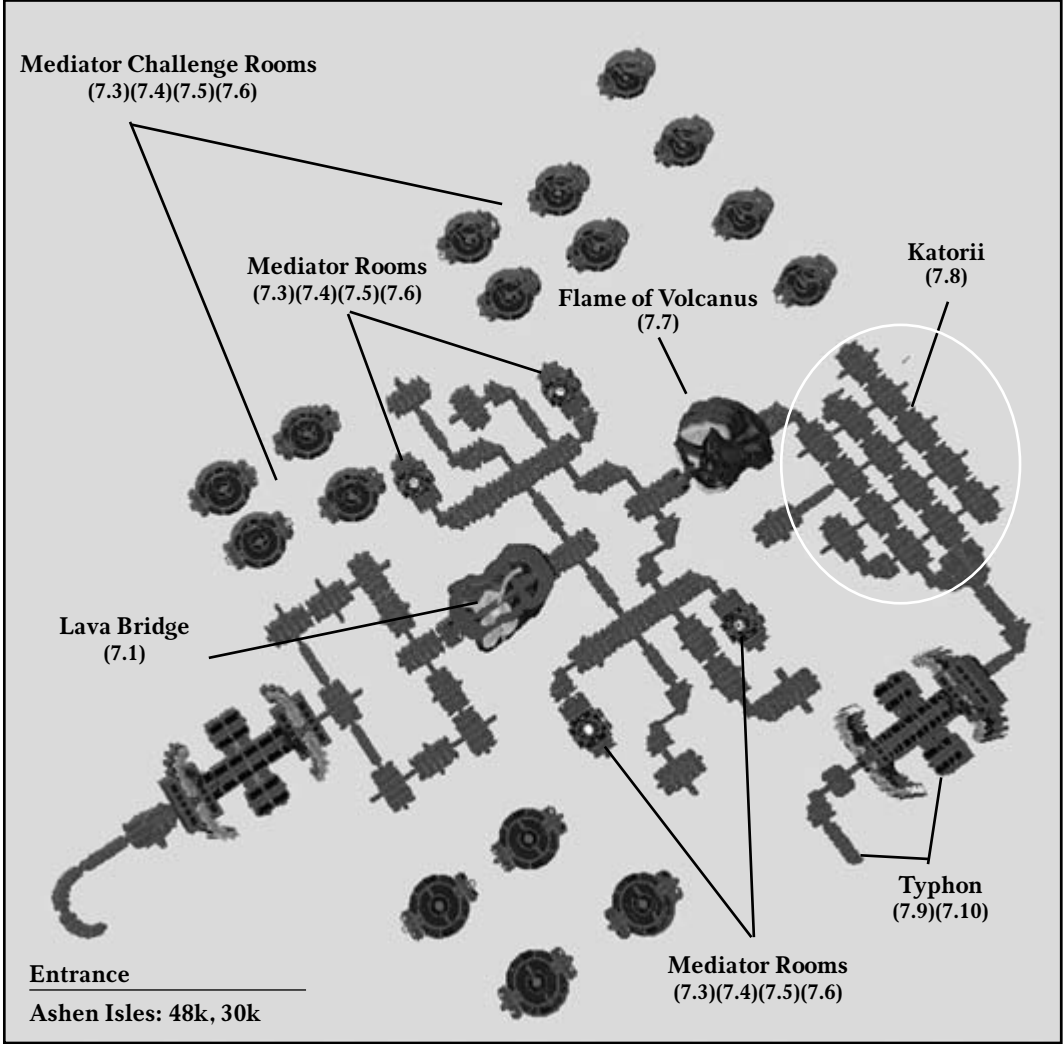 Mediator Challenge Rooms
(7.3)(7.4)(7.5)(7.6)
Mediator Rooms
(7.3)(7.4)(7.5)(7.6)
Flame of Volcanus
(7.7)
Katorii
(7.8)
Lava Bridge
(7.1)
Typhon
(7.9)(7.10)
Mediator Rooms
(7.3)(7.4)(7.5)(7.6)
Entrance
Ashen Isles: 48k, 30k